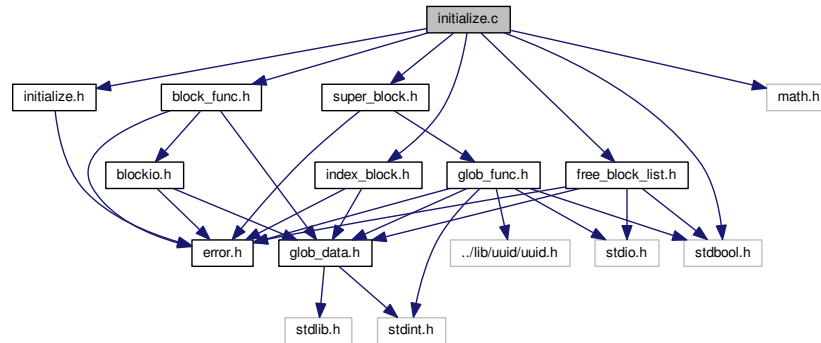 initialize.c
initialize.h
block_func.h
super_block.h
math.h
blockio.h
index_block.h
glob_func.h
free_block_list.h
error.h
glob_data.h
../lib/uuid/uuid.h
stdio.h
stdbool.h
stdlib.h
stdint.h